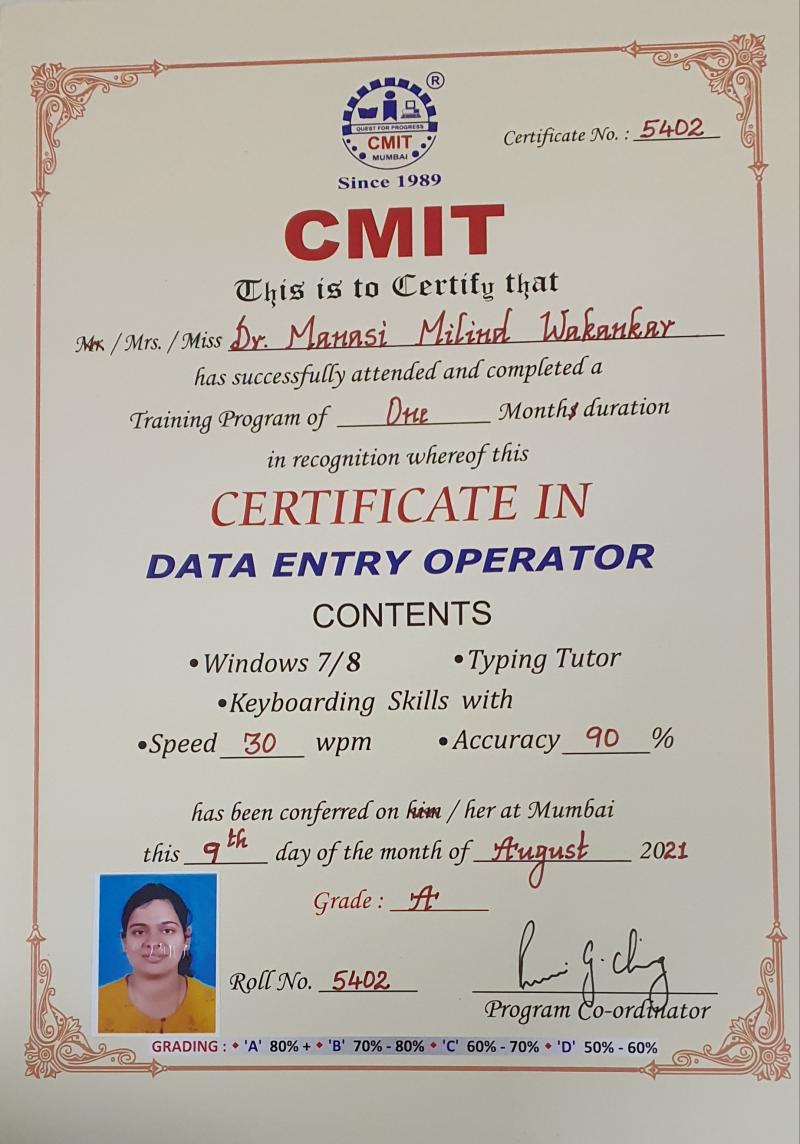 ®
QUEST FOR PROGRESS
CMIT
MUMBAI
Since 1989
Certificate No. : 5402
CMIT
This is to Certify that
Mr. / Mrs. / Miss Dr. Manasi Milind Wakankar
has successfully attended and completed a
Training Program of One Months duration
in recognition whereof this
CERTIFICATE IN
DATA ENTRY OPERATOR
CONTENTS
• Windows 7/8 • Typing Tutor
• Keyboarding Skills with
• Speed 30 wpm • Accuracy 90 %
has been conferred on him / her at Mumbai
this 9th day of the month of August 2021
Grade : A
Roll No. 5402
Program Co-ordinator
GRADING : ♦ 'A' 80% + ♦ 'B' 70% - 80% ♦ 'C' 60% - 70% ♦ 'D' 50% - 60%